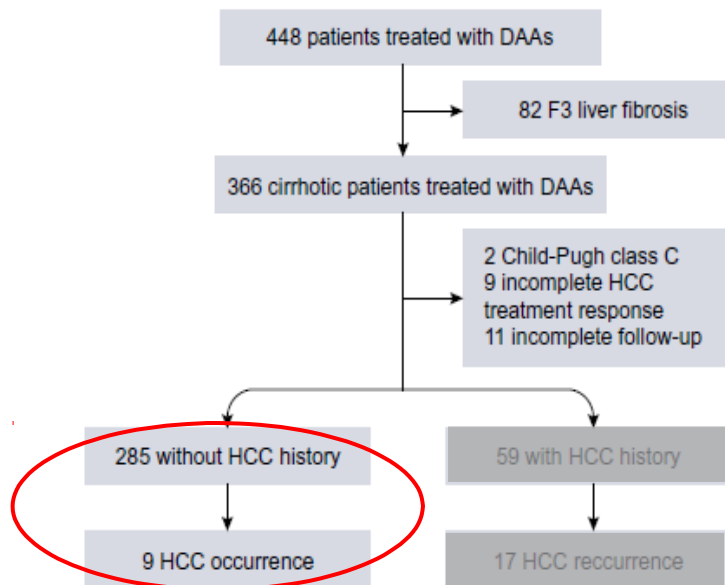 448 patients treated with DAAs
82 F3 liver fibrosis
366 cirrhotic patients treated with DAAs
2 Child-Pugh class C
9 incomplete HCC
treatment response
11 incomplete follow-up
285 without HCC history
59 with HCC history
9 HCC occurrence
17 HCC reccurrence